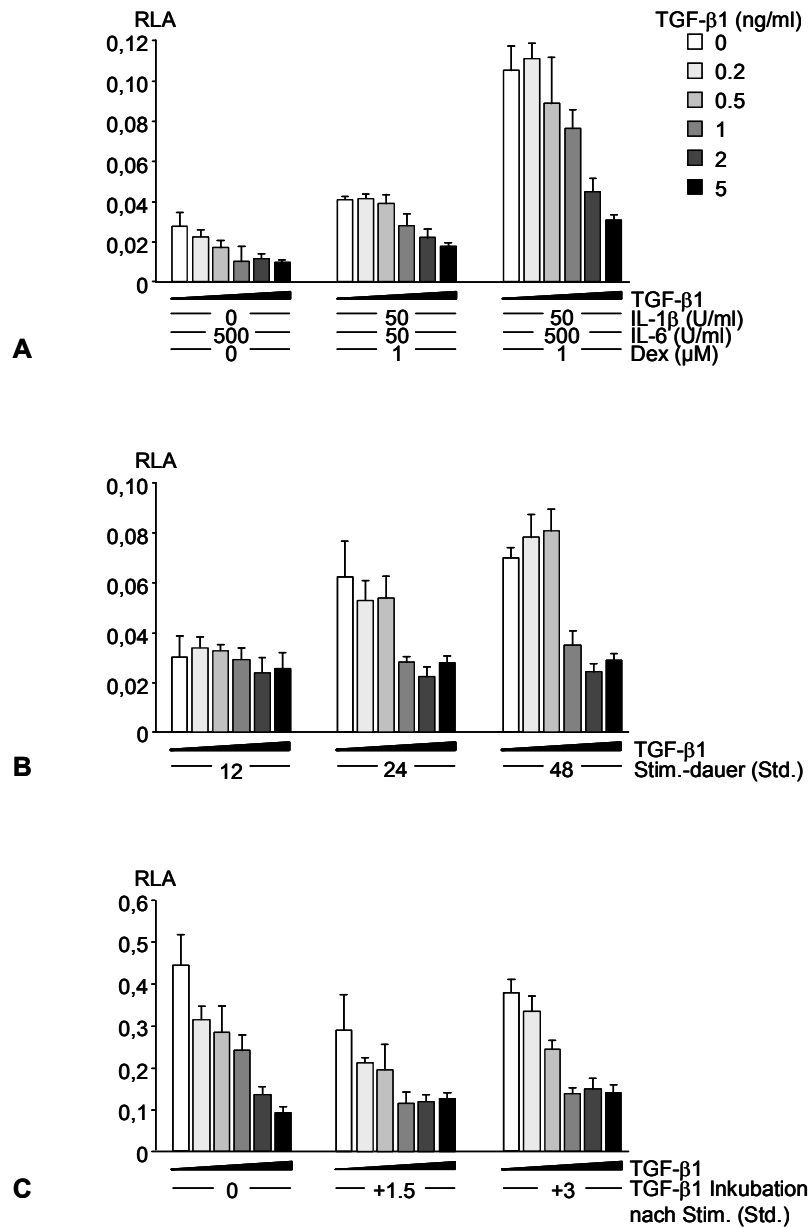 RLA
TGF-β1 (ng/ml)
0
0.2
0.5
1
2
5
0,12
0,10
0,08
0,06
0,04
0,02
0
TGF-β1
0 50 50 IL-1β (U/ml)
500 50 500 IL-6 (U/ml)
0 1 1 Dex (µM)
A
RLA
0,10
0,08
0,06
0,04
0,02
0
TGF-β1
12 24 48 Stim.-dauer (Std.)
B
RLA
0,6
0,5
0,4
0,3
0,2
0,1
0
TGF-β1
0 +1.5 +3 TGF-β1 Inkubation
nach Stim. (Std.)
C